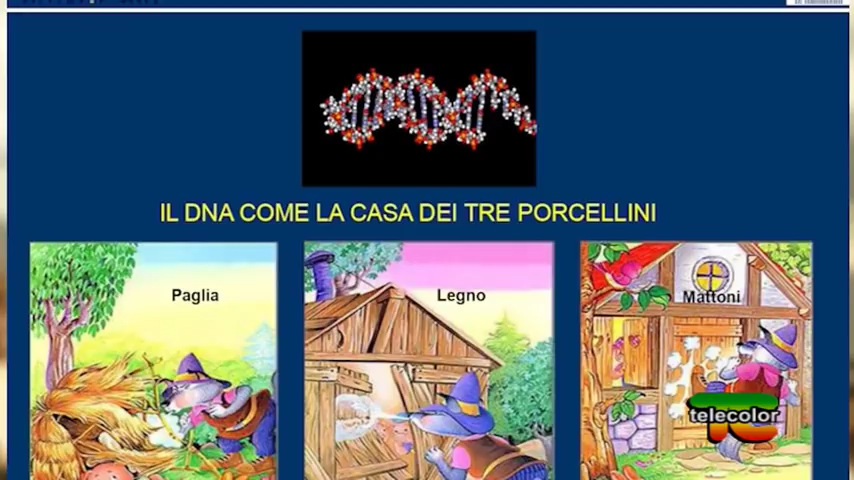 IL DNA COME LA CASA DEI TRE PORCELLINI
Paglia
Legno
Mattoni
telecolor